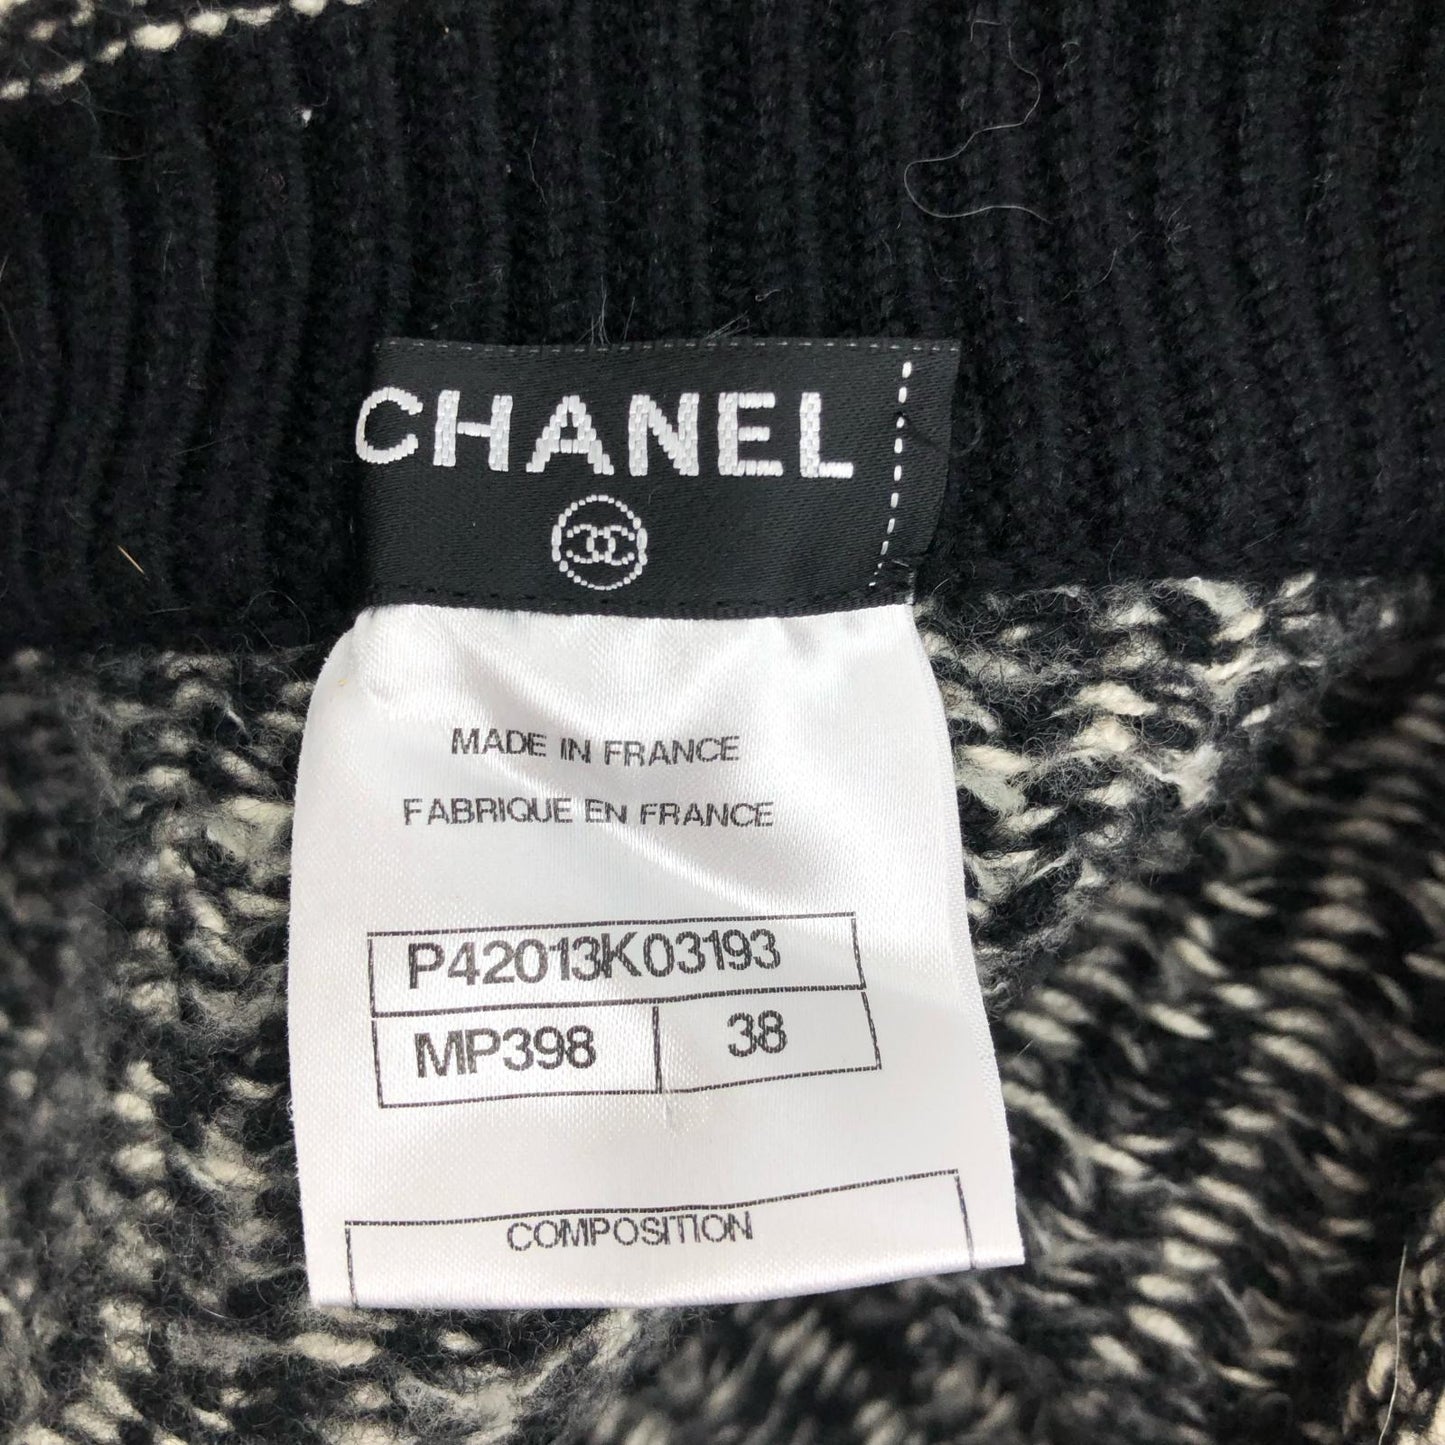 CHANEL
MADE IN FRANCE
FABRIQUE EN FRANCE
P42013K03193
MP398 38
COMPOSITION